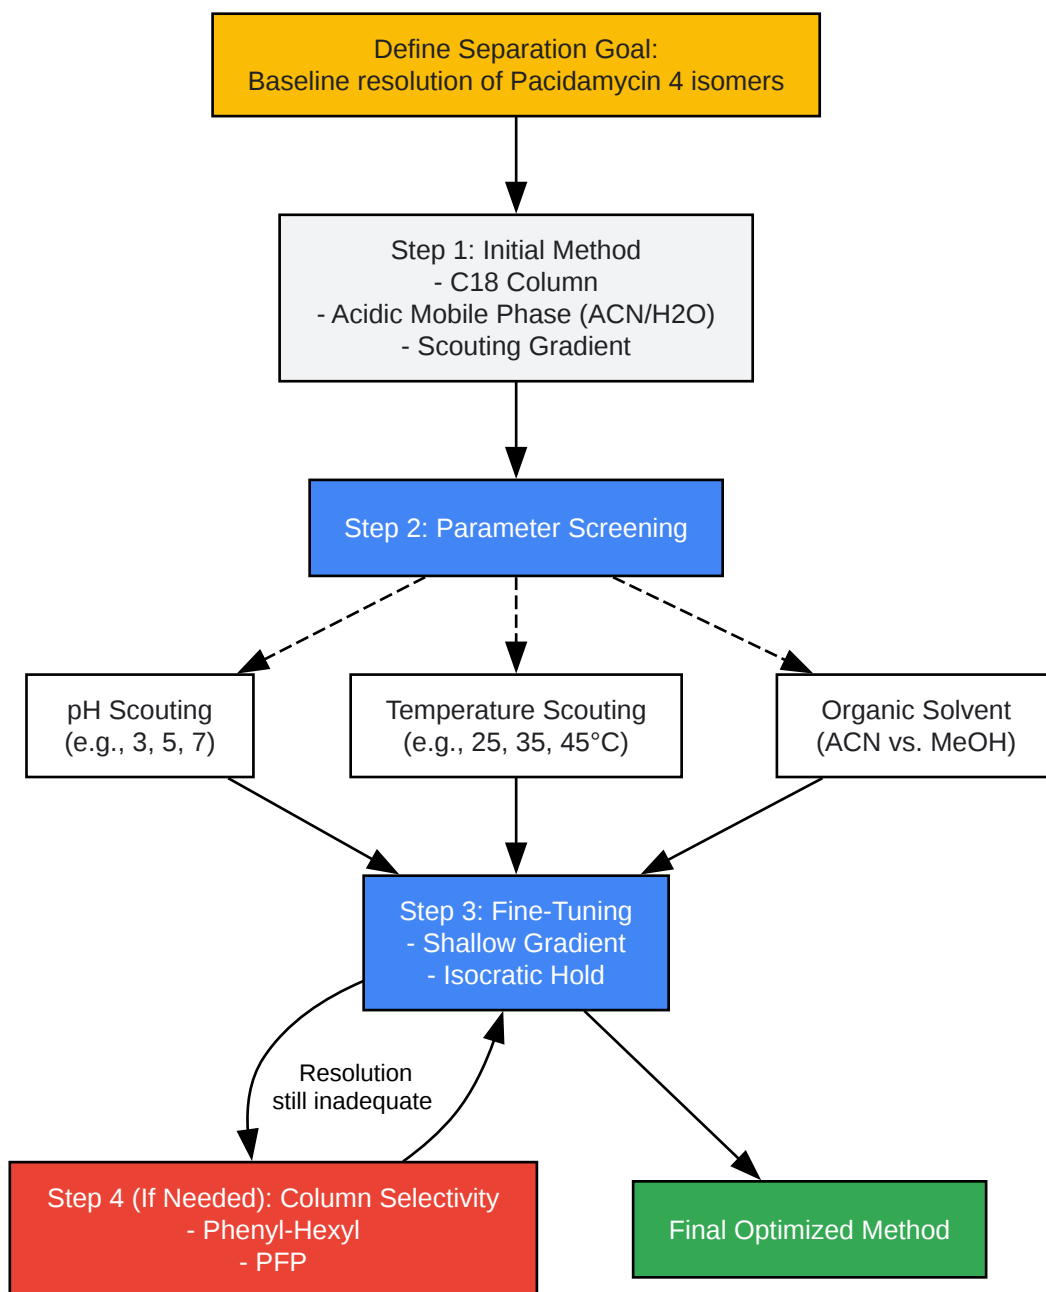 Define Separation Goal:
Baseline resolution of Pacidamycin 4 isomers
Step 1: Initial Method
- C18 Column
- Acidic Mobile Phase (ACN/H2O)
- Scouting Gradient
Step 2: Parameter Screening
pH Scouting
(e.g., 3, 5, 7)
Temperature Scouting
(e.g., 25, 35, 45°C)
Organic Solvent
(ACN vs. MeOH)
Step 3: Fine-Tuning
- Shallow Gradient
- Isocratic Hold
Resolution
still inadequate
Step 4 (If Needed): Column Selectivity
- Phenyl-Hexyl
- PFP
Final Optimized Method